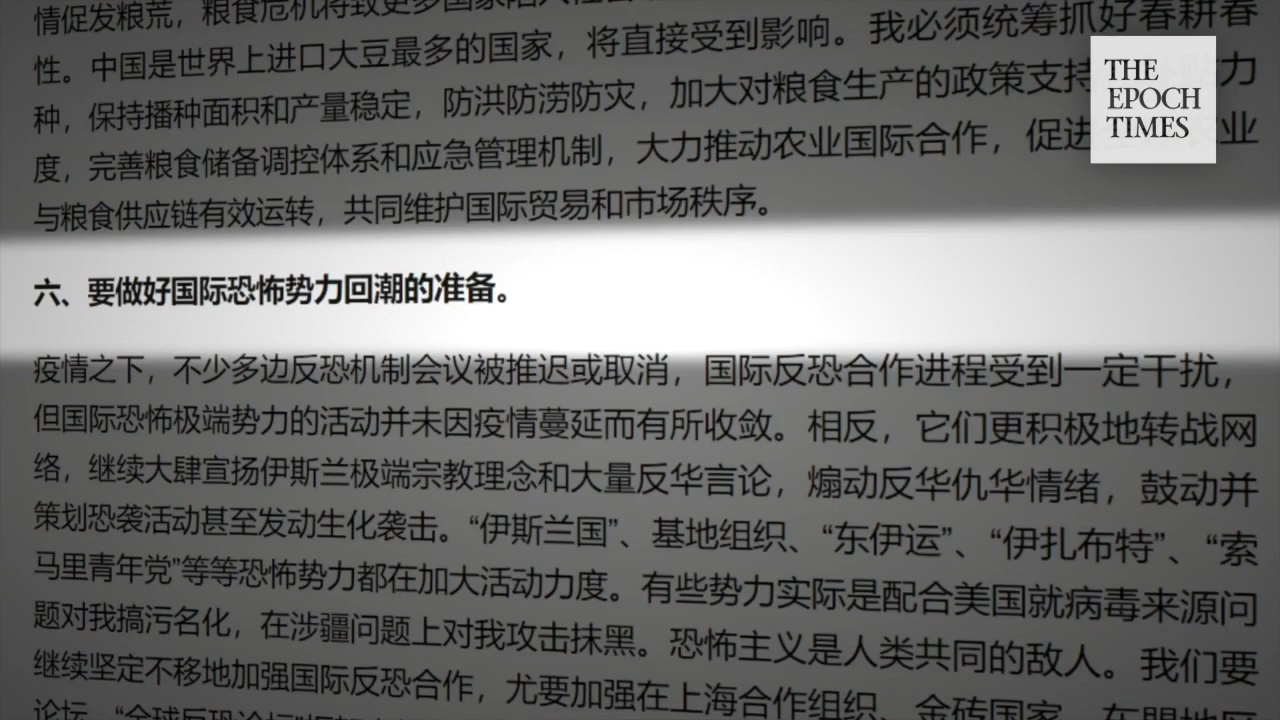 情促发粮荒，粮食危机将致更多国家陷入社会
性。中国是世界上进口大豆最多的国家，将直接受到影响。我必须统筹抓好春耕春
种，保持播种面积和产量稳定，防洪防涝防灾，加大对粮食生产的政策支持力
度，完善粮食储备调控体系和应急管理机制，大力推动农业国际合作，促进业
与粮食供应链有效运转，共同维护国际贸易和市场秩序。
THE
EPOCH
TIMES
六、要做好国际恐怖势力回潮的准备。
疫情之下，不少多边反恐机制会议被推迟或取消，国际反恐合作进程受到一定干扰，
但国际恐怖极端势力的活动并未因疫情蔓延而有所收敛。相反，它们更积极地转战网
络，继续大肆宣扬伊斯兰极端宗教理念和大量反华言论，煽动反华仇华情绪，鼓动并
策划恐袭活动甚至发动生化袭击。“伊斯兰国”、基地组织、“东伊运”、“伊扎布特”、“索
马里青年党”等等恐怖势力都在加大活动力度。有些势力实际是配合美国就病毒来源问
题对我搞污名化，在涉疆问题上对我攻击抹黑。恐怖主义是人类共同的敌人。我们要
继续坚定不移地加强国际反恐合作，尤要加强在上海合作组织、金砖国家、东盟地区
论坛、“全球反恐论坛”